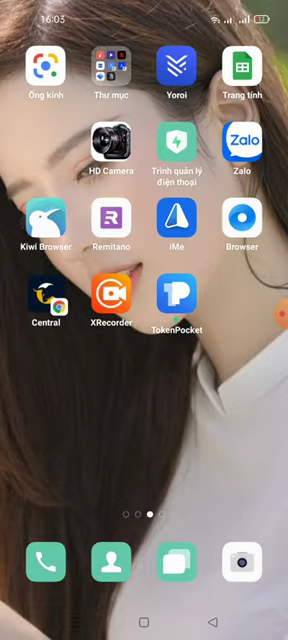 16:03
Ống kính
Thư mục
Yoroi
Trang tính
HD Camera
Trình quản lý
điện thoại
Zalo
Zalo
Kiwi Browser
Remitano
iMe
Browser
Central
XRecorder
TokenPocket